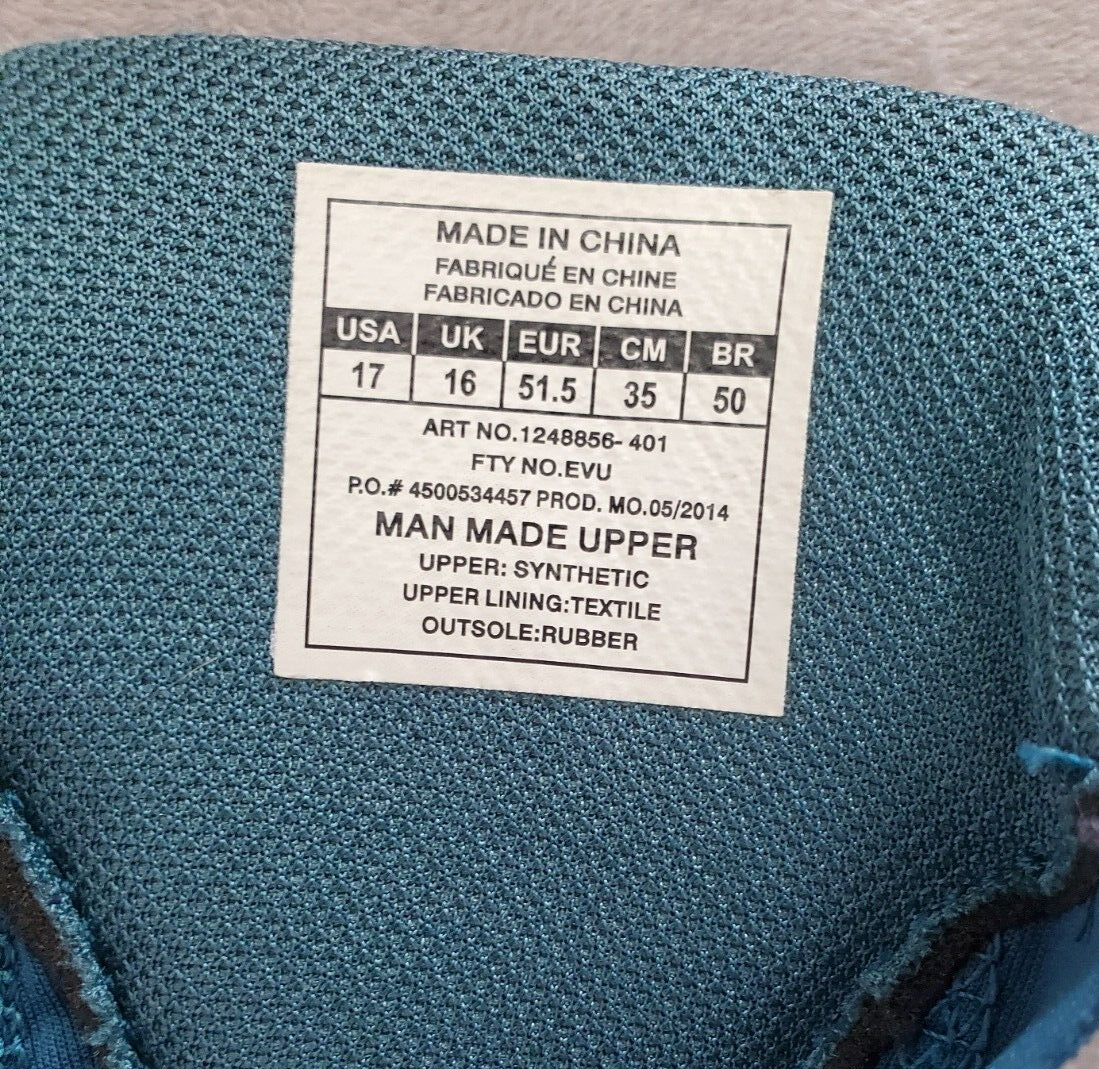 MADE IN CHINA
FABRIQUÉ EN CHINE
FABRICADO EN CHINA
USA UK EUR CM BR
17 16 51.5 35 50
ART NO.1248856- 401
FTY NO.EVU
P.O.# 4500534457 PROD. MO.05/2014
MAN MADE UPPER
UPPER: SYNTHETIC
UPPER LINING:TEXTILE
OUTSOLE:RUBBER